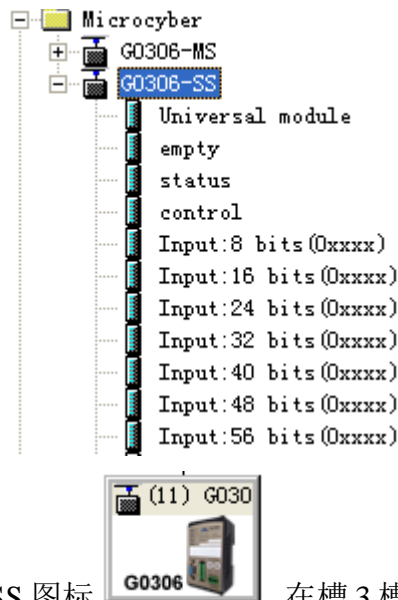 Microcyber
G0306-MS
G0306-SS
Universal module
empty
status
control
Input:8 bits(0xxxx)
Input:16 bits(0xxxx)
Input:24 bits(0xxxx)
Input:32 bits(0xxxx)
Input:40 bits(0xxxx)
Input:48 bits(0xxxx)
Input:56 bits(0xxxx)
(11) G030
G0306
SS 图标 在槽 3 槽